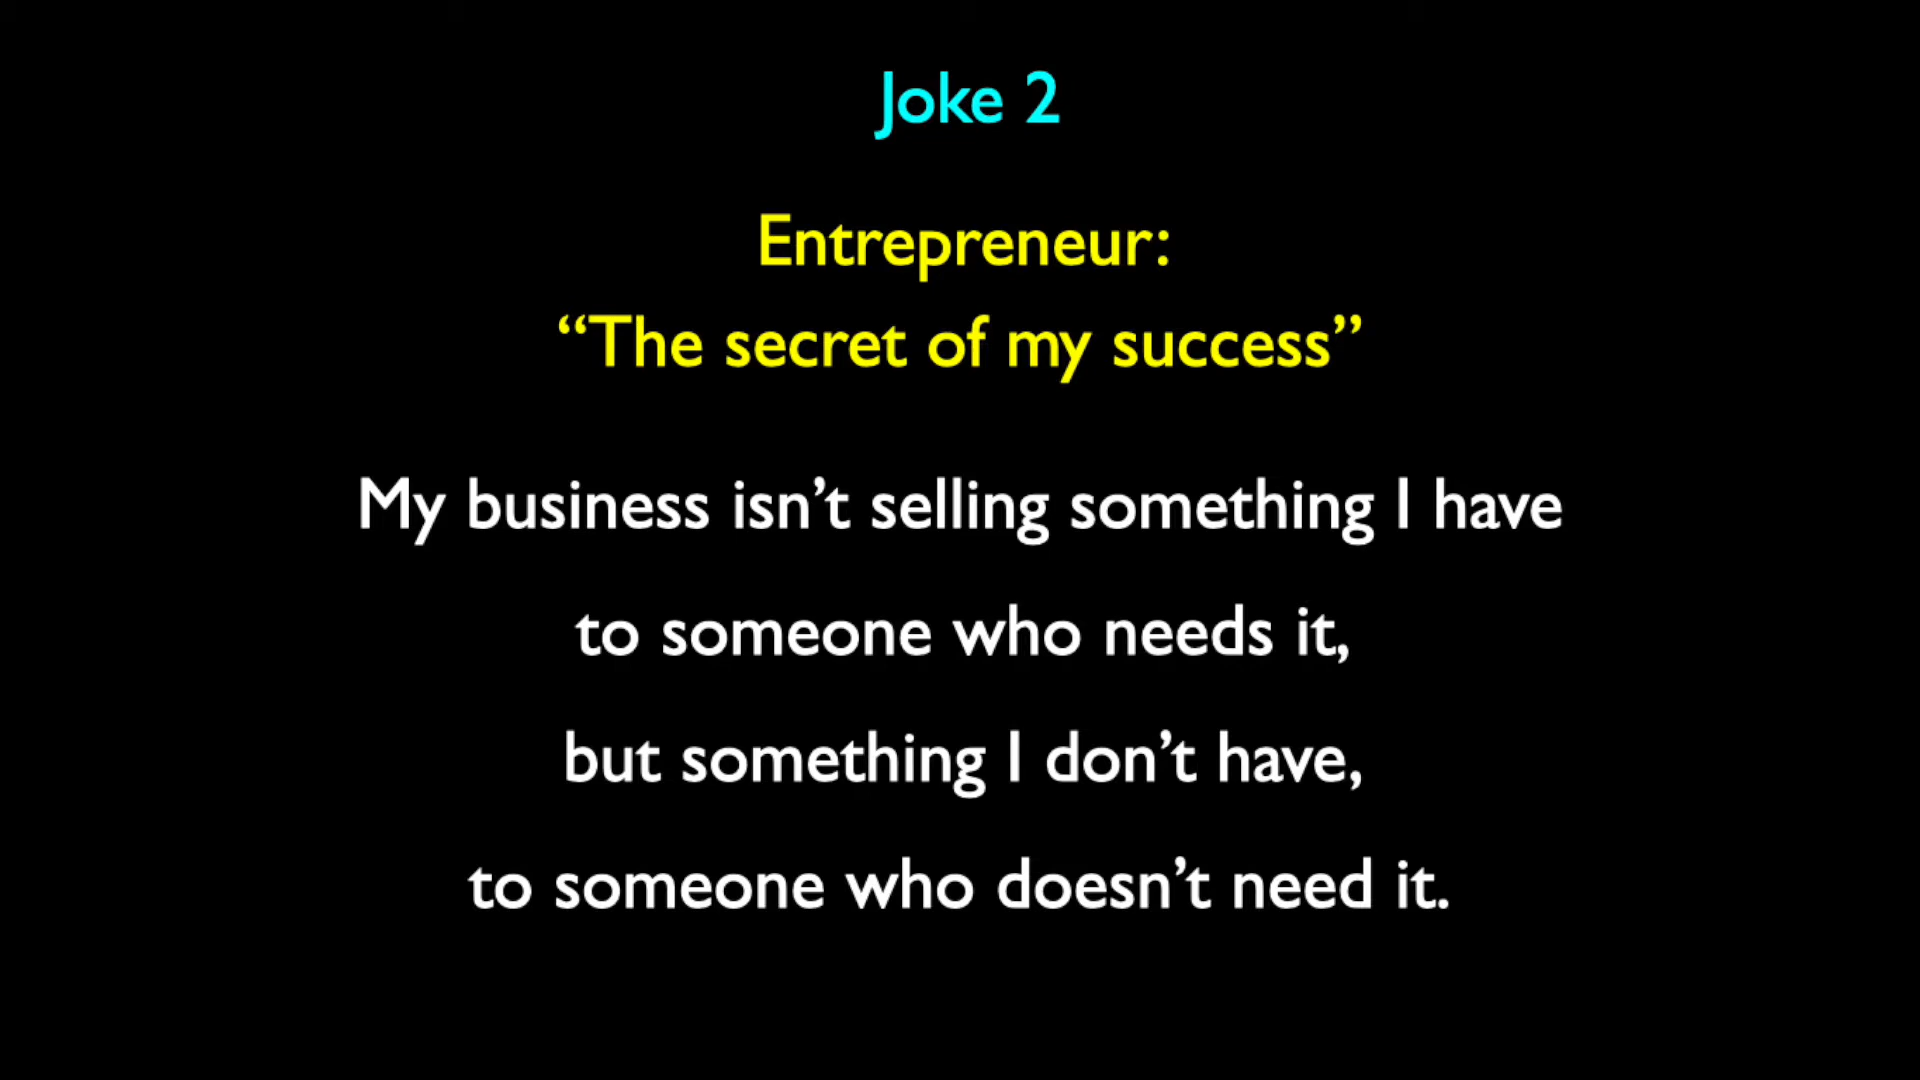 Joke 2
Entrepreneur:
“The secret of my success”
My business isn’t selling something I have
to someone who needs it,
but something I don’t have,
to someone who doesn’t need it.